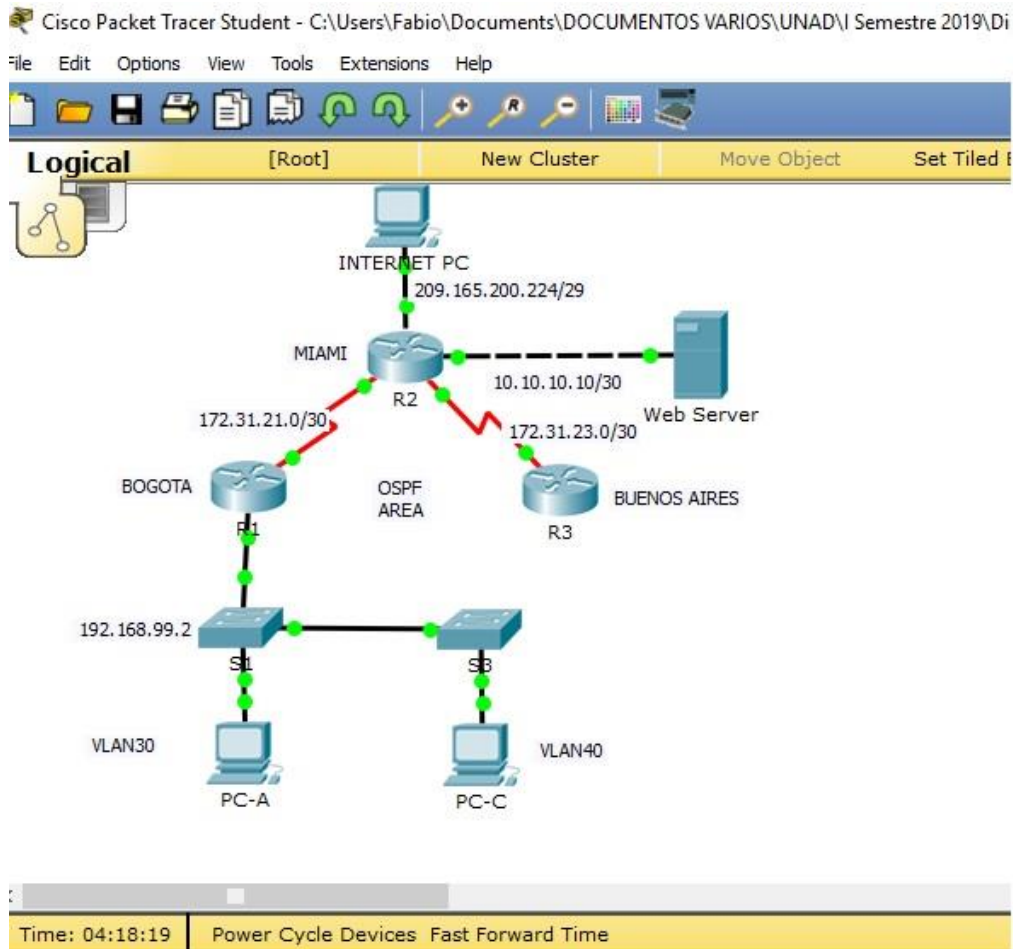 Cisco Packet Tracer Student - C:\Users\Fabio\Documents\DOCUMENTOS VARIOS\UNAD\I Semestre 2019\Di
File Edit Options View Tools Extensions Help
Logical [Root] New Cluster Move Object Set Tiled
INTERNET PC
209.165.200.224/29
MIAMI
R2
10.10.10.10/30
Web Server
172.31.21.0/30
172.31.23.0/30
BOGOTA
R1
OSPF
AREA
BUENOS AIRES
R3
192.168.99.2
S1
S3
VLAN30
VLAN40
PC-A
PC-C
Time: 04:18:19 Power Cycle Devices Fast Forward Time